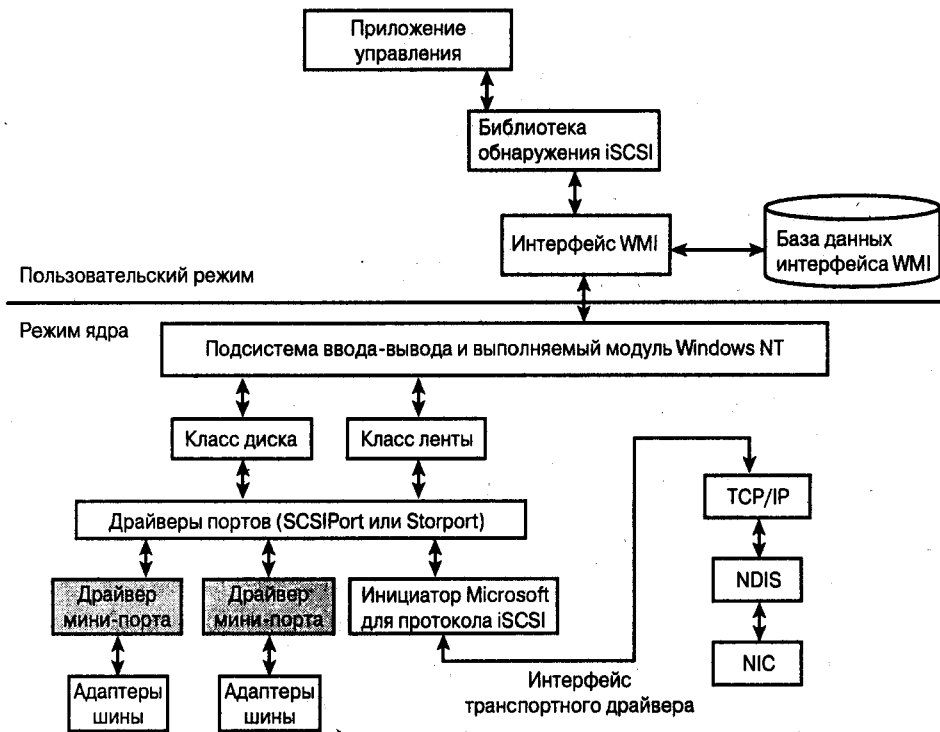 Приложение
управления
Библиотека
обнаружения iSCSI
Интерфейс WMI
База данных
интерфейса WMI
Пользовательский режим
Режим ядра
Подсистема ввода-вывода и выполняемый модуль Windows NT
Класс диска
Класс ленты
TCP/IP
Драйверы портов (SCSIPort или Storport)
NDIS
Драйвер
мини-порта
Драйвер
мини-порта
Инициатор Microsoft
для протокола iSCSI
NIC
Адаптеры
шины
Адаптеры
шины
Интерфейс
транспортного драйвера